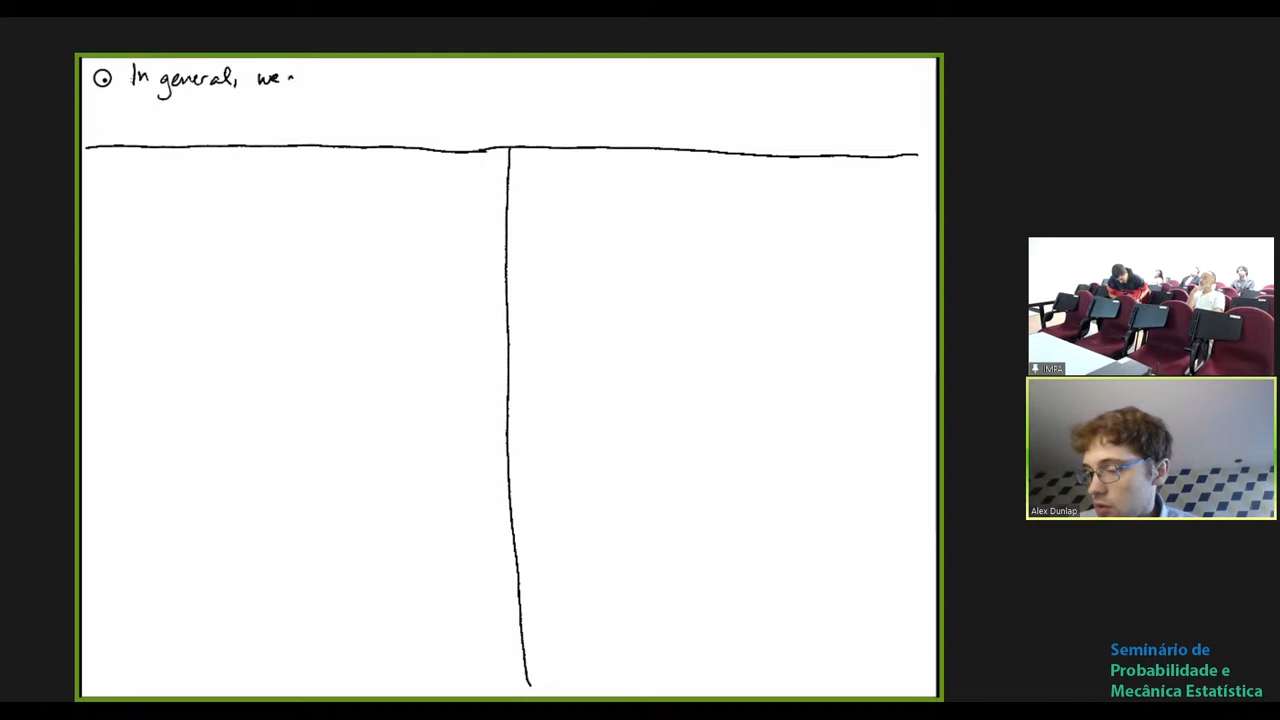 In general, we
IMPA
Alex Dunlap
Seminário de
Probabilidade e
Mecânica Estatística